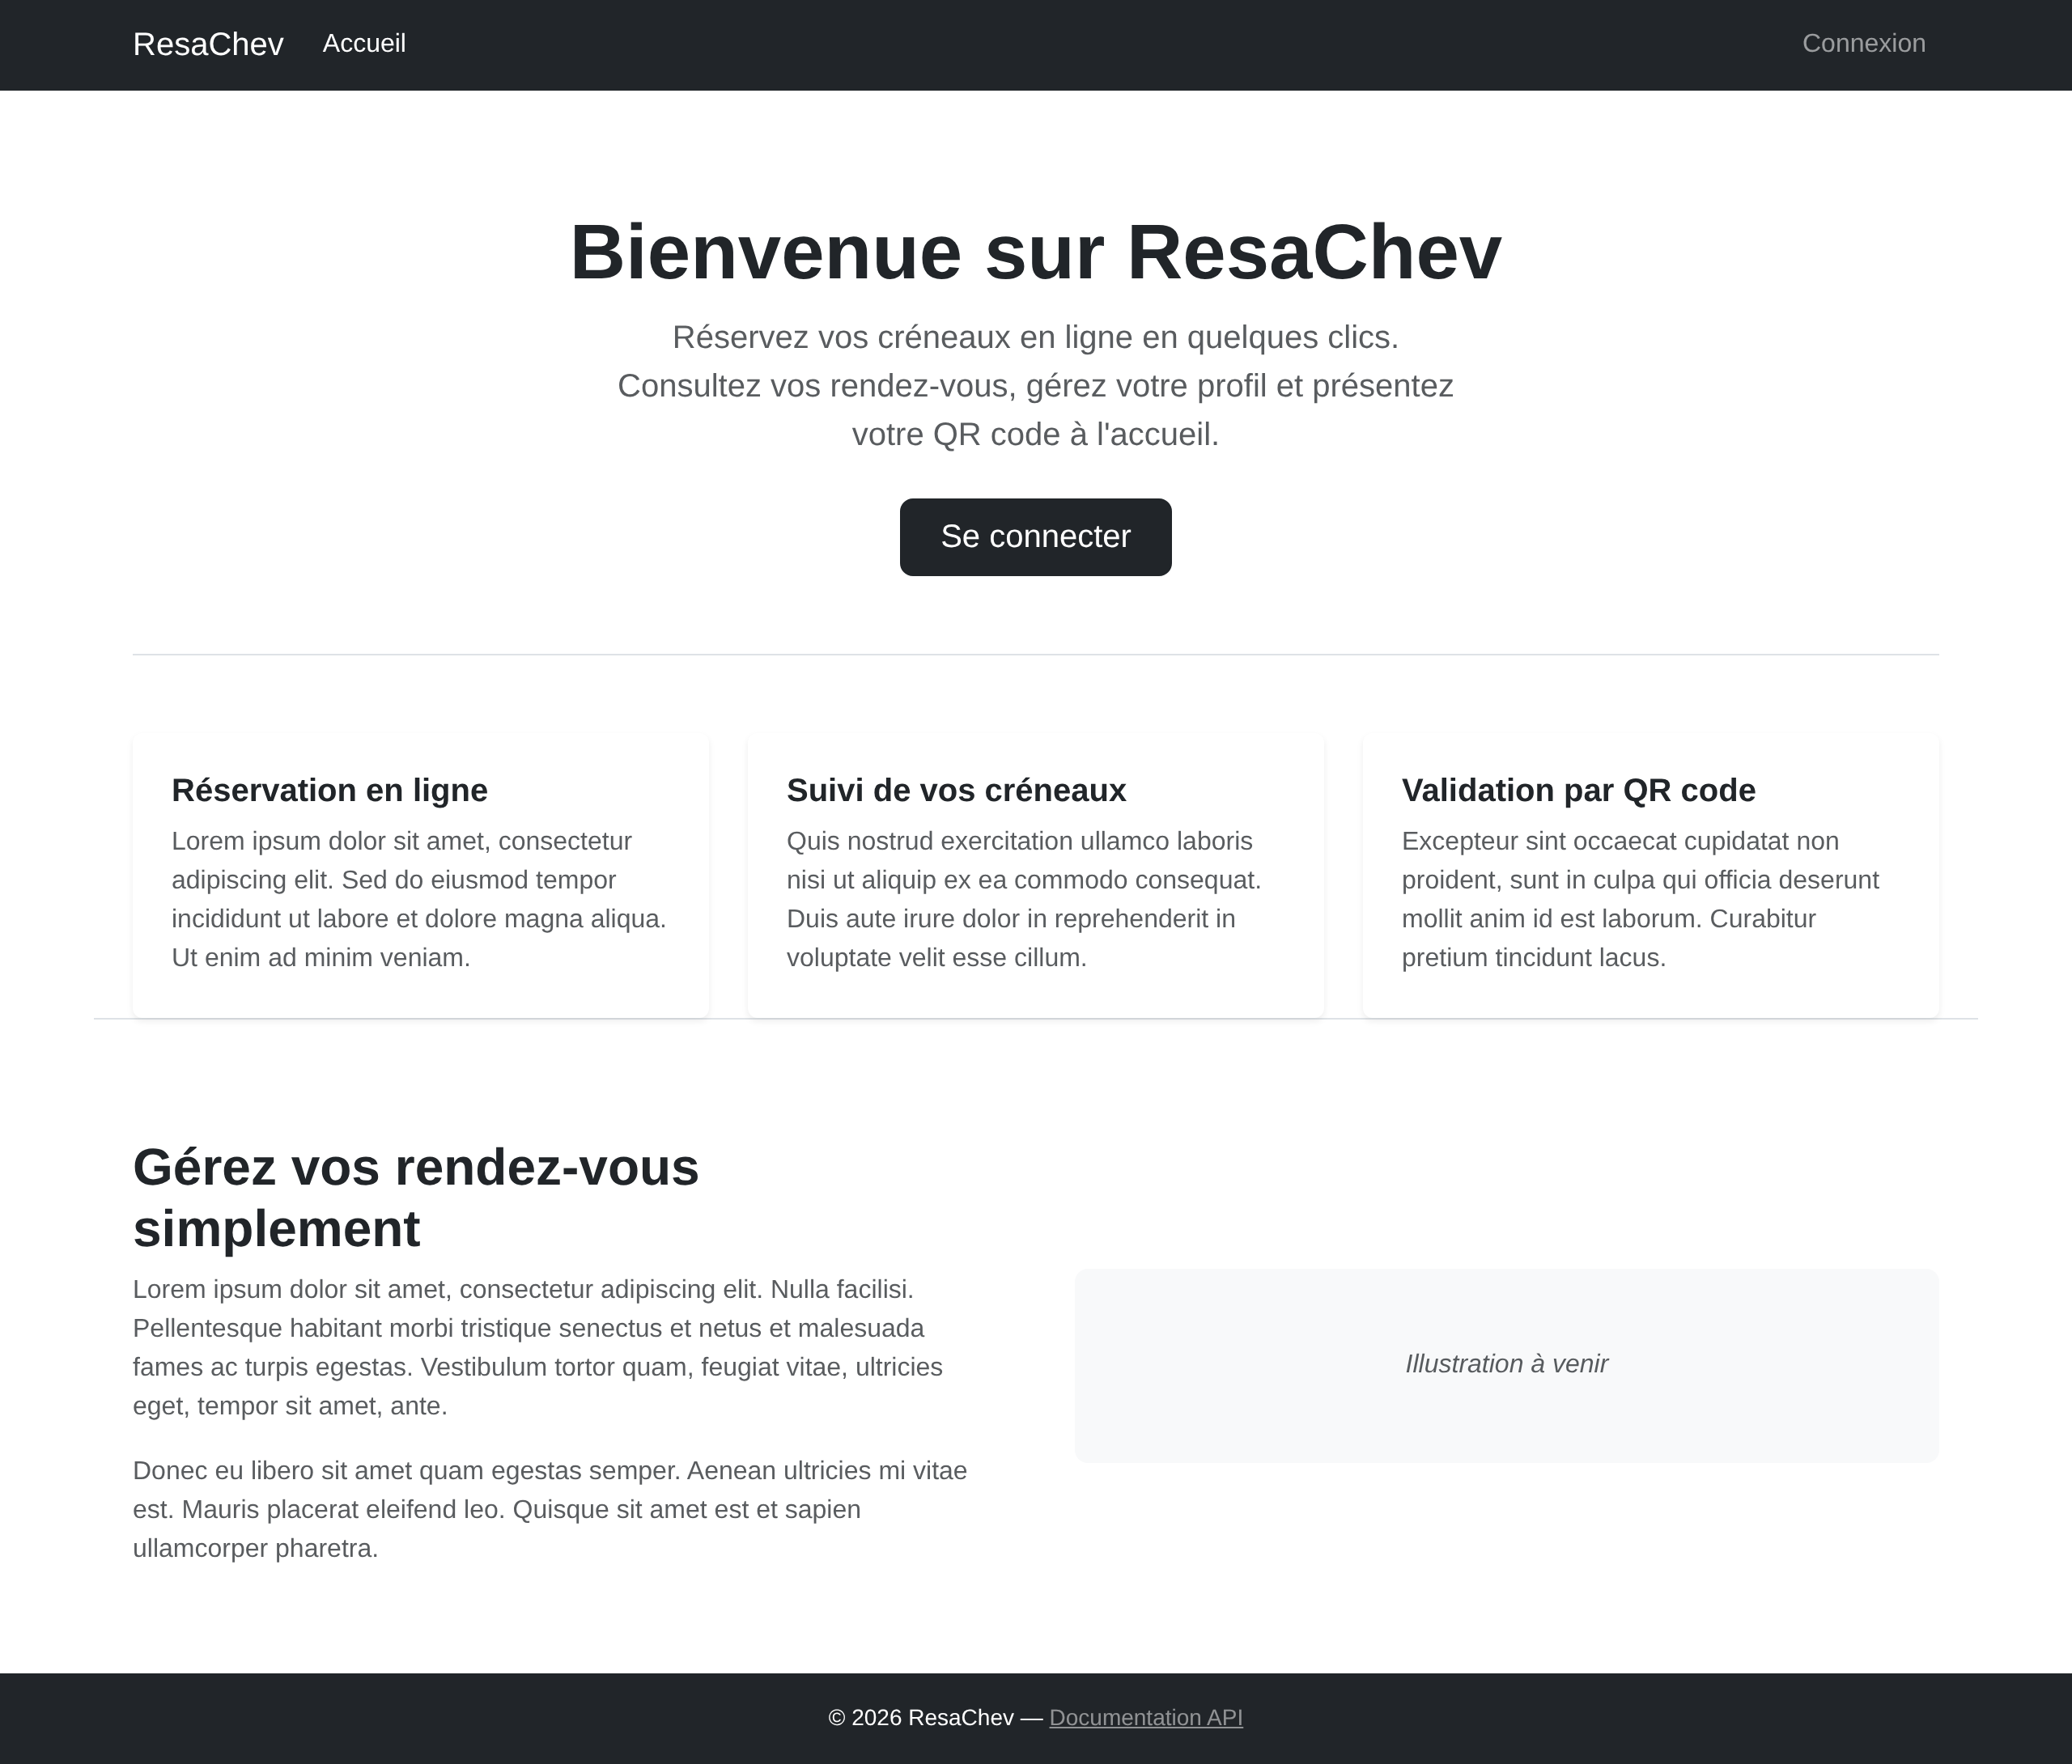 ResaChev Accueil Connexion
Bienvenue sur ResaChev
Réservez vos créneaux en ligne en quelques clics.
Consultez vos rendez-vous, gérez votre profil et présentez
votre QR code à l'accueil.
Se connecter
Réservation en ligne
Lorem ipsum dolor sit amet, consectetur
adipiscing elit. Sed do eiusmod tempor
incididunt ut labore et dolore magna aliqua.
Ut enim ad minim veniam.
Suivi de vos créneaux
Quis nostrud exercitation ullamco laboris
nisi ut aliquip ex ea commodo consequat.
Duis aute irure dolor in reprehenderit in
voluptate velit esse cillum.
Validation par QR code
Excepteur sint occaecat cupidatat non
proident, sunt in culpa qui officia deserunt
mollit anim id est laborum. Curabitur
pretium tincidunt lacus.
Gérez vos rendez-vous
simplement
Lorem ipsum dolor sit amet, consectetur adipiscing elit. Nulla facilisi.
Pellentesque habitant morbi tristique senectus et netus et malesuada
fames ac turpis egestas. Vestibulum tortor quam, feugiat vitae, ultricies
eget, tempor sit amet, ante.
Donec eu libero sit amet quam egestas semper. Aenean ultricies mi vitae
est. Mauris placerat eleifend leo. Quisque sit amet est et sapien
ullamcorper pharetra.
Illustration à venir
© 2026 ResaChev — Documentation API